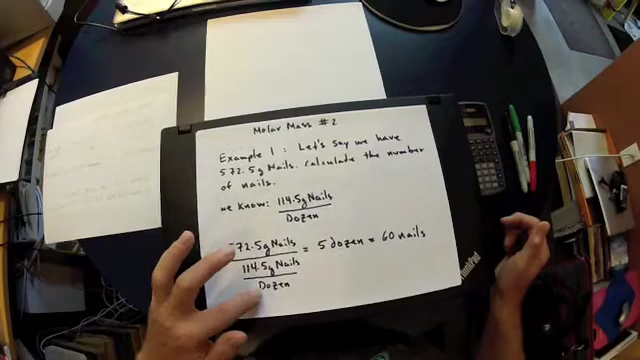 Molar Mass #2
Example 1 : Let's say we have
572.5g Nails. Calculate the number
of nails.
We know: 114.5g Nails
Dozen
572.5g Nails = 5 dozen = 60 nails
114.5g Nails
Dozen
ThinkPad